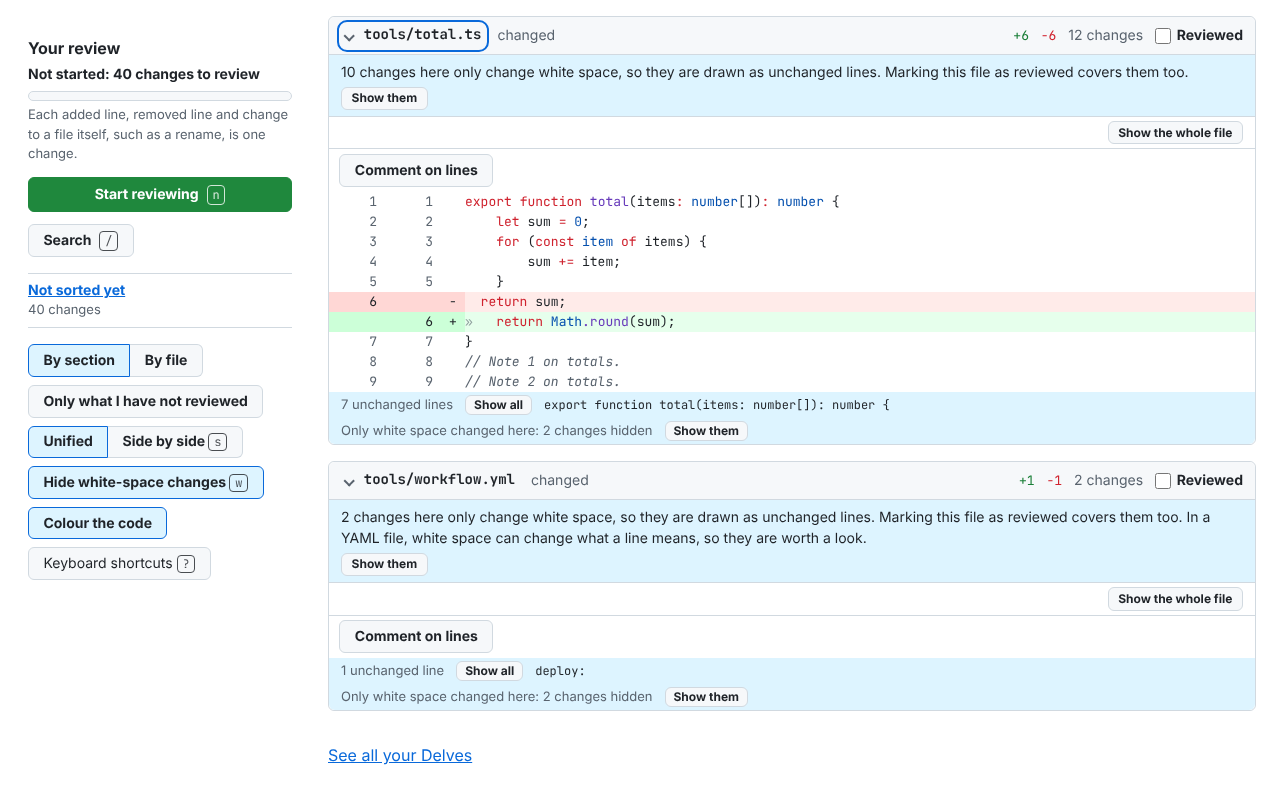 Your review
Not started: 40 changes to review
Each added line, removed line and change
to a file itself, such as a rename, is one
change.
Start reviewing n
Search /
Not sorted yet
40 changes
By section By file
Only what I have not reviewed
Unified Side by side s
Hide white-space changes w
Colour the code
Keyboard shortcuts ?
tools/total.ts changed +6 -6 12 changes Reviewed
10 changes here only change white space, so they are drawn as unchanged lines. Marking this file as reviewed covers them too.
Show them
Show the whole file
Comment on lines
1 1 export function total(items: number[]): number {
2 2 let sum = 0;
3 3 for (const item of items) {
4 4 sum += item;
5 5 }
6 - return sum;
6 + » return Math.round(sum);
7 7 }
8 8 // Note 1 on totals.
9 9 // Note 2 on totals.
7 unchanged lines Show all export function total(items: number[]): number {
Only white space changed here: 2 changes hidden Show them
tools/workflow.yml changed +1 -1 2 changes Reviewed
2 changes here only change white space, so they are drawn as unchanged lines. Marking this file as reviewed covers them too. In a
YAML file, white space can change what a line means, so they are worth a look.
Show them
Show the whole file
Comment on lines
1 unchanged line Show all deploy:
Only white space changed here: 2 changes hidden Show them
See all your Delves